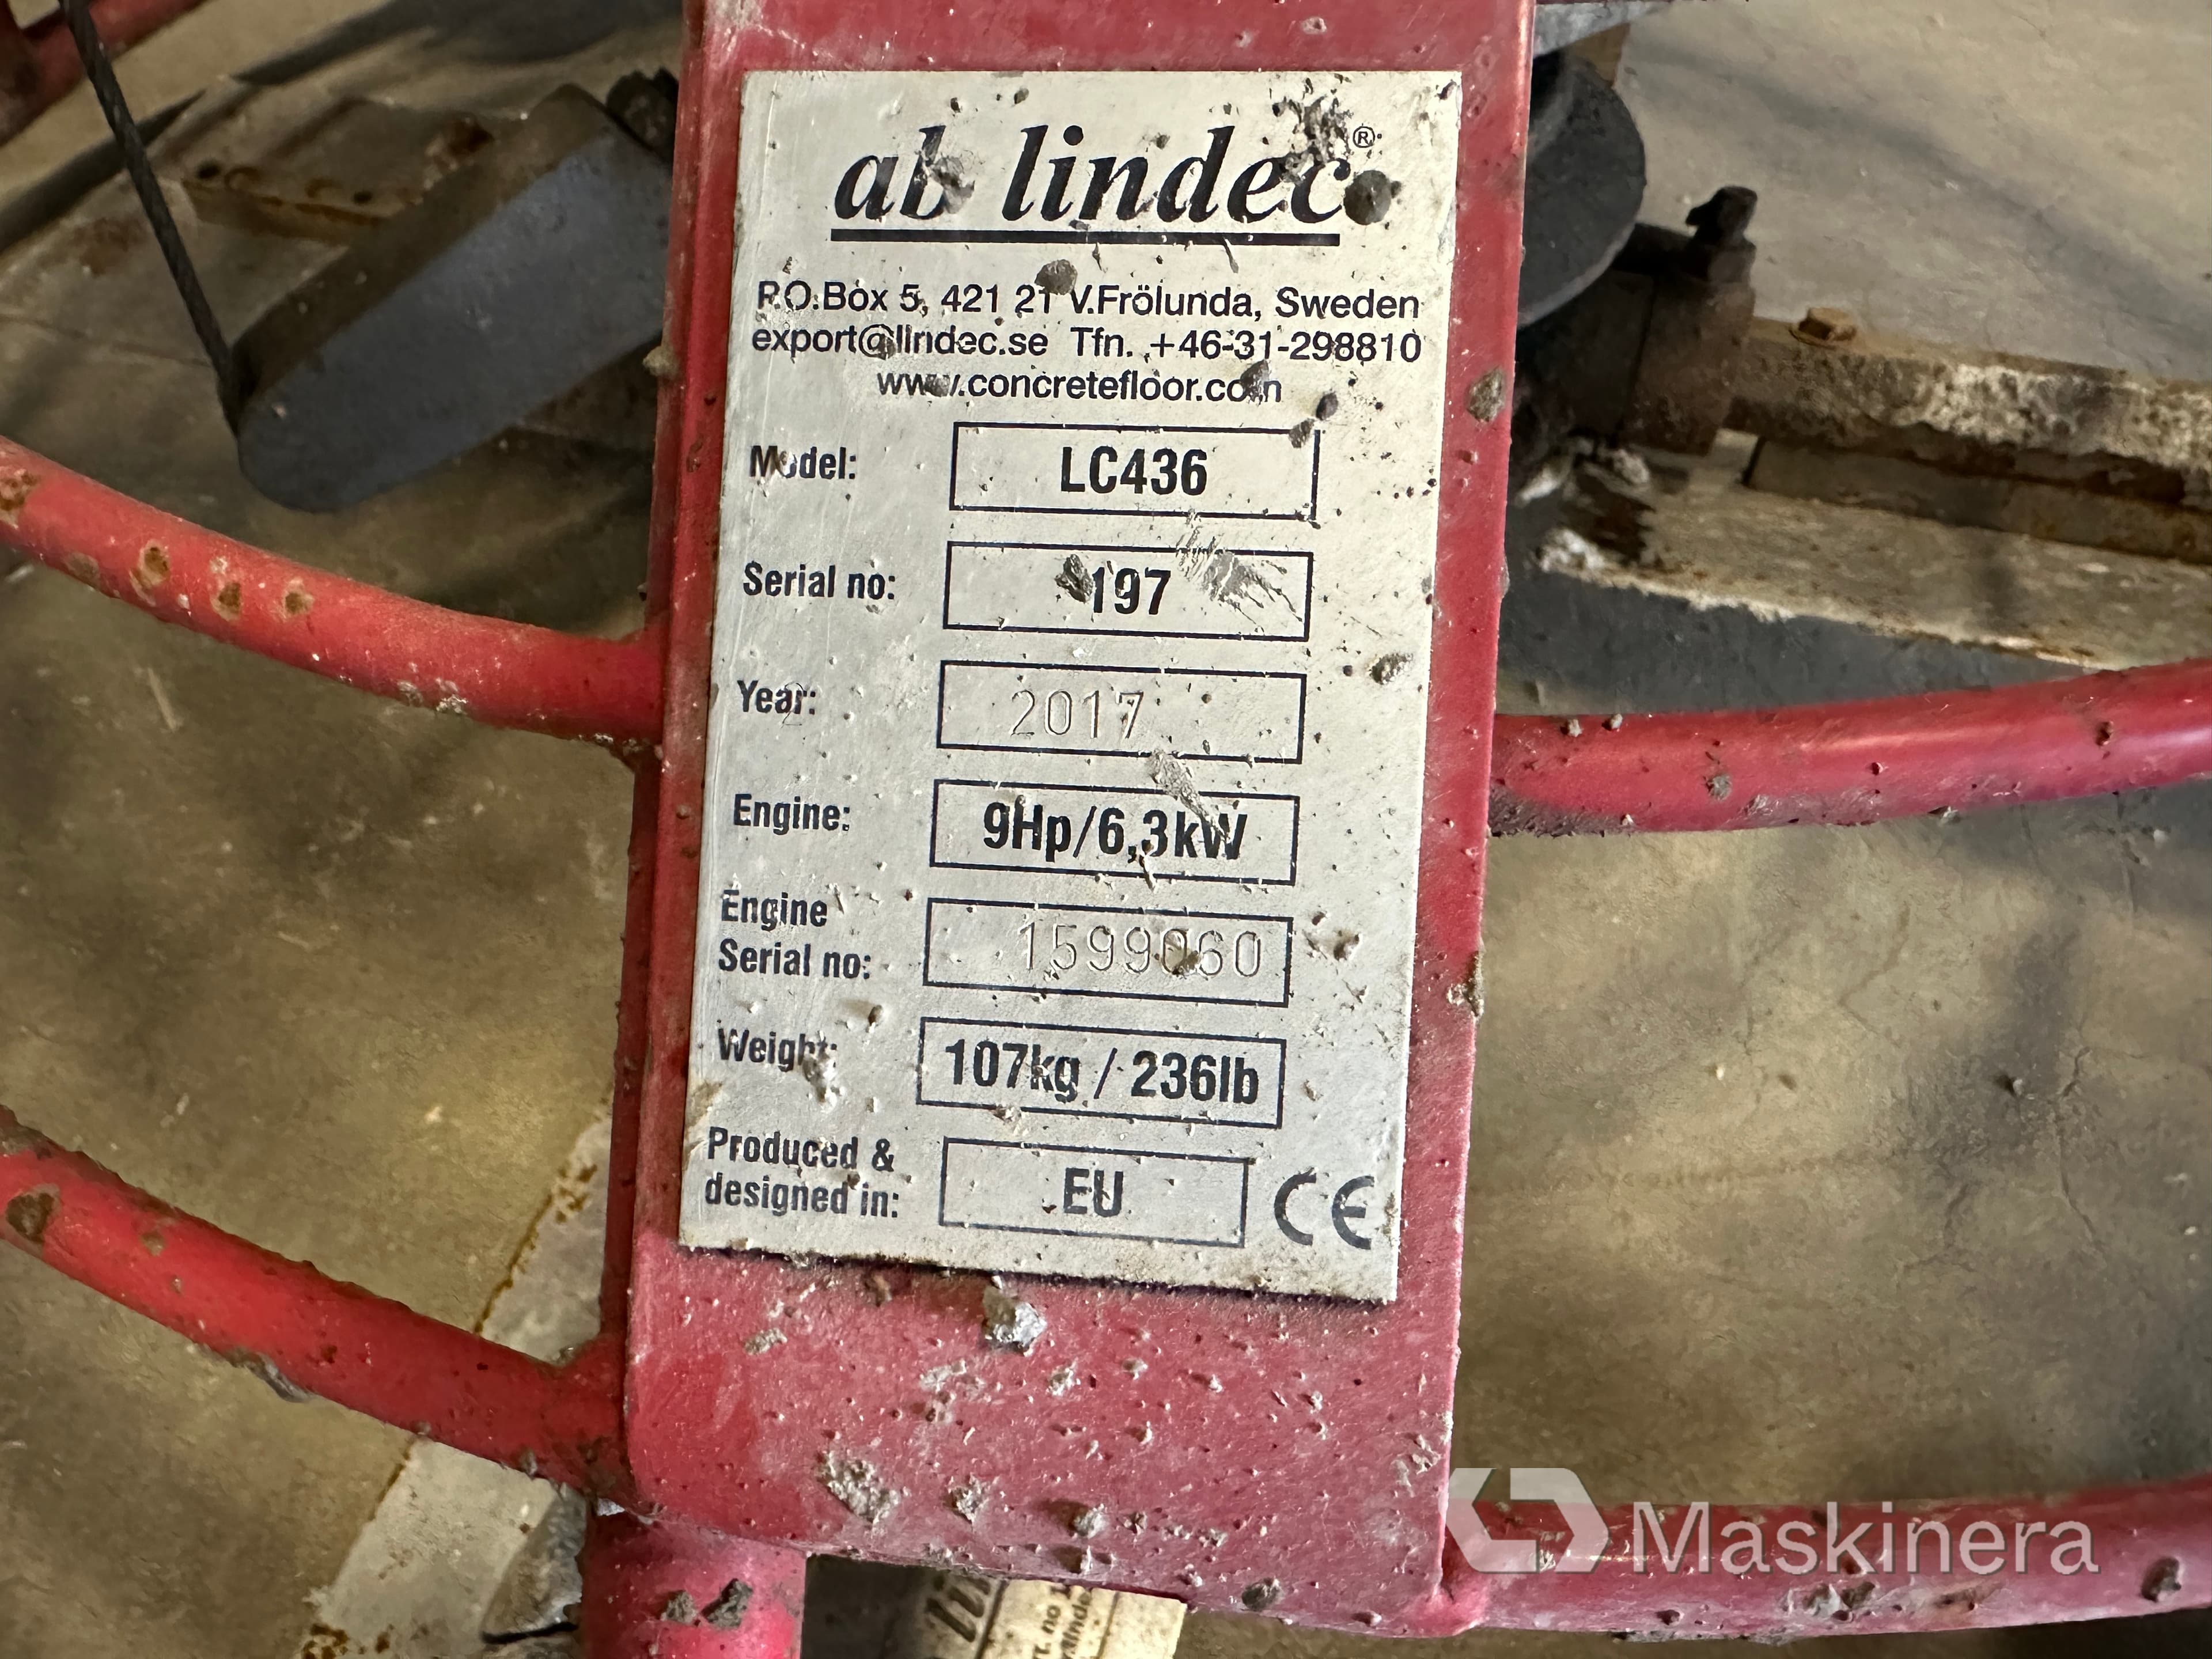 ab lindec®
P.O.Box 5, 421 21 V.Frölunda, Sweden
export@lindec.se Tfn. +46-31-298810
www.concretefloor.com
Model: LC436
Serial no: 197
Year: 2017
Engine: 9Hp/6,3kW
Engine
Serial no: 1599060
Weight: 107kg / 236lb
Produced &
designed in: EU CE
Maskinera